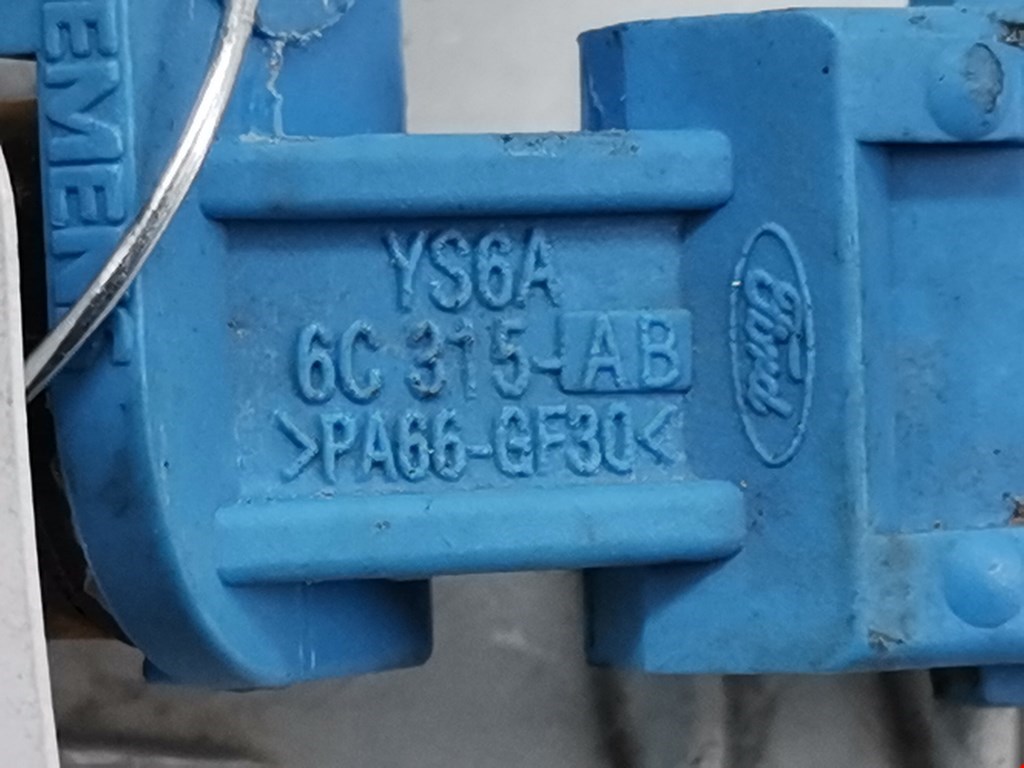 YS6A
6C 315-AB
>PA66-GF30<
Ford